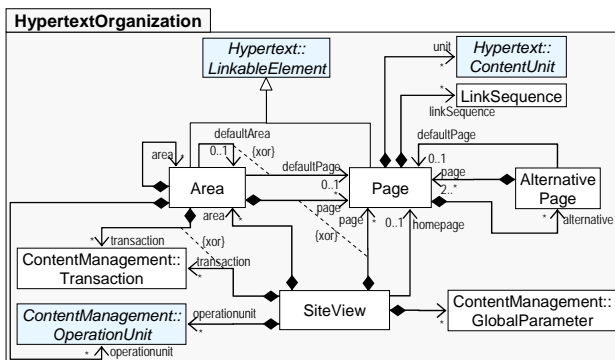 HypertextOrganization
Hypertext::
LinkableElement
unit
*
Hypertext::
ContentUnit
*
linkSequence
LinkSequence
defaultArea
0..1
{xor}
area
*
defaultPage
0..1
defaultPage
0..1
page
2..*
Area
Page
Alternative
Page
page
*
area
*
page
*
{xor}
0..1
homepage
*
alternative
*
transaction
{xor}
ContentManagement::
Transaction
transaction
*
ContentManagement::
OperationUnit
operationunit
*
SiteView
*
ContentManagement::
GlobalParameter
*
operationunit